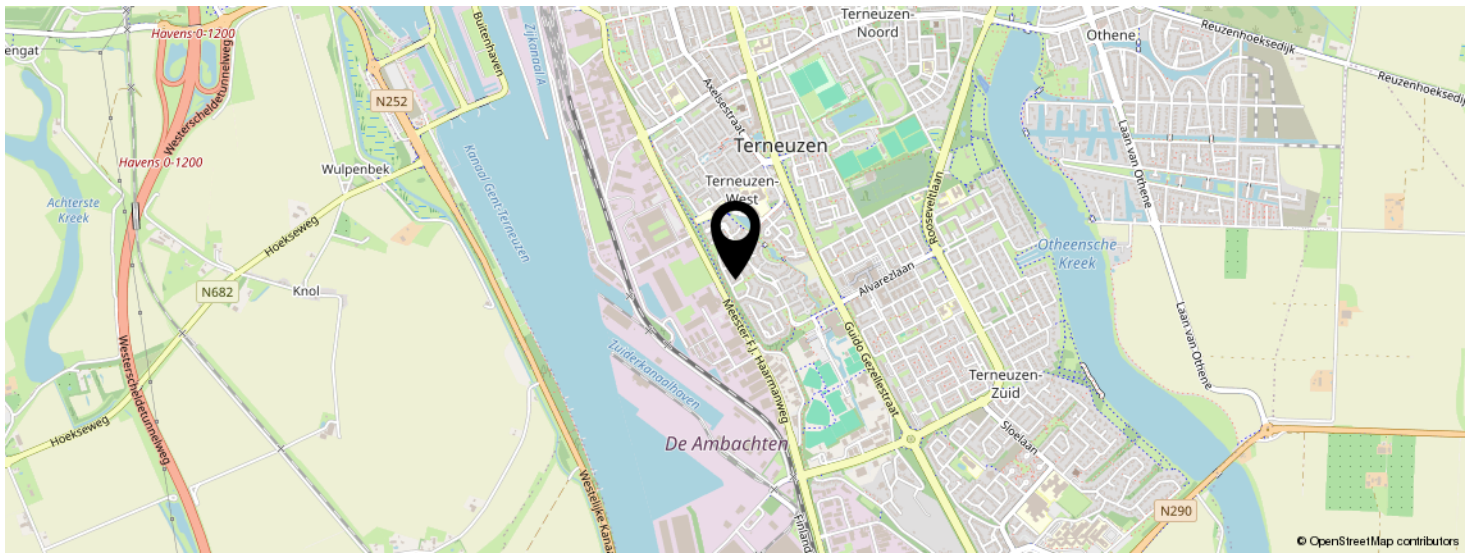 Terneuzen-
Noord
Othene
Reuzenhoeksedijk
Reuzenhoeksedijk
engat
Havens 0-1200
Westerscheldetunnelweg
Buitenhaven
Zijkanaal A
N252
Axelsestraat
Terneuzen
Laan van Othene
Havens 0-1200
Wulpenbek
Kanaal Gent-Terneuzen
Terneuzen-
West
Rooseveltlaan
Achterste
Kreek
Hoekseweg
Otheensche
Kreek
N682
Knol
Alvarezlaan
Meester F.J. Haarmanweg
Guido Gezellestraat
Laan van Othene
Westerscheldetunnelweg
Zuiderkanaalhaven
Terneuzen-
Zuid
Hoekseweg
De Ambachten
Sloelaan
Westelijke Kana
Finland
N290
© OpenStreetMap contributors